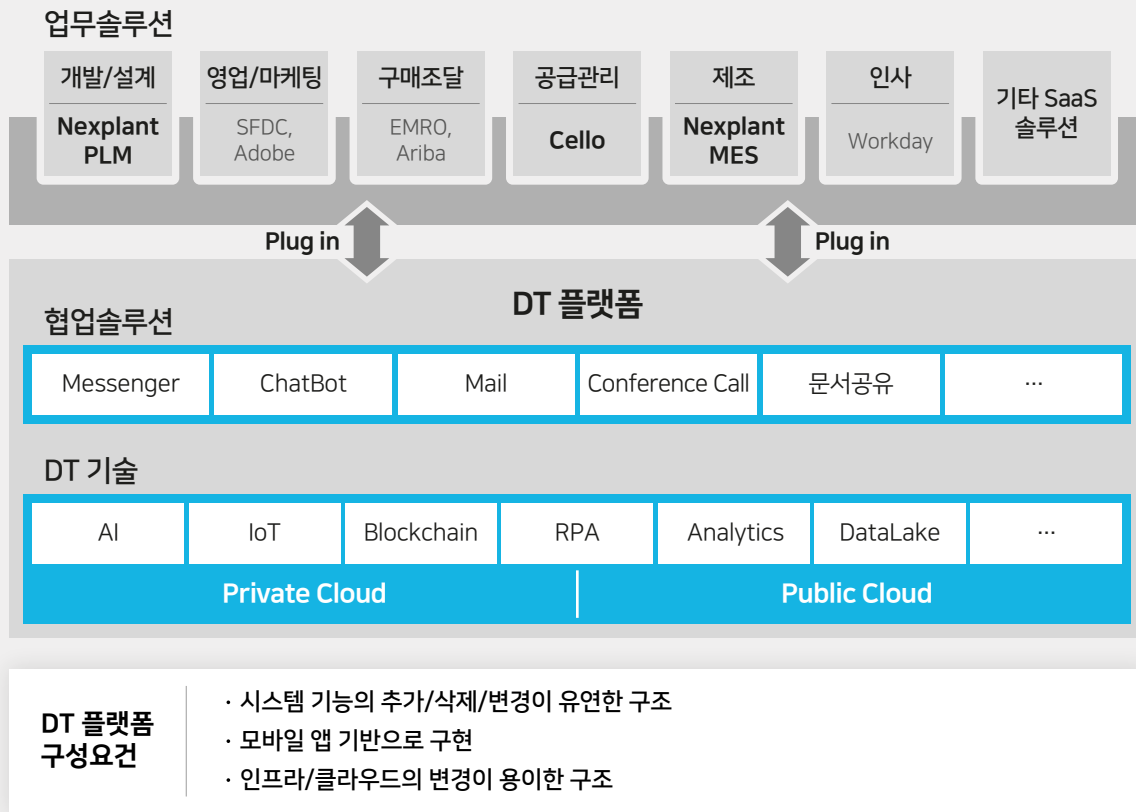 업무솔루션
개발/설계
Nexplant
PLM
영업/마케팅
SFDC,
Adobe
구매조달
EMRO,
Ariba
공급관리
Cello
제조
Nexplant
MES
인사
Workday
기타 SaaS
솔루션
Plug in
Plug in
DT 플랫폼
협업솔루션
Messenger
ChatBot
Mail
Conference Call
문서공유
···
DT 기술
AI
IoT
Blockchain
RPA
Analytics
DataLake
···
Private Cloud
Public Cloud
DT 플랫폼
구성요건
· 시스템 기능의 추가/삭제/변경이 유연한 구조
· 모바일 앱 기반으로 구현
· 인프라/클라우드의 변경이 용이한 구조